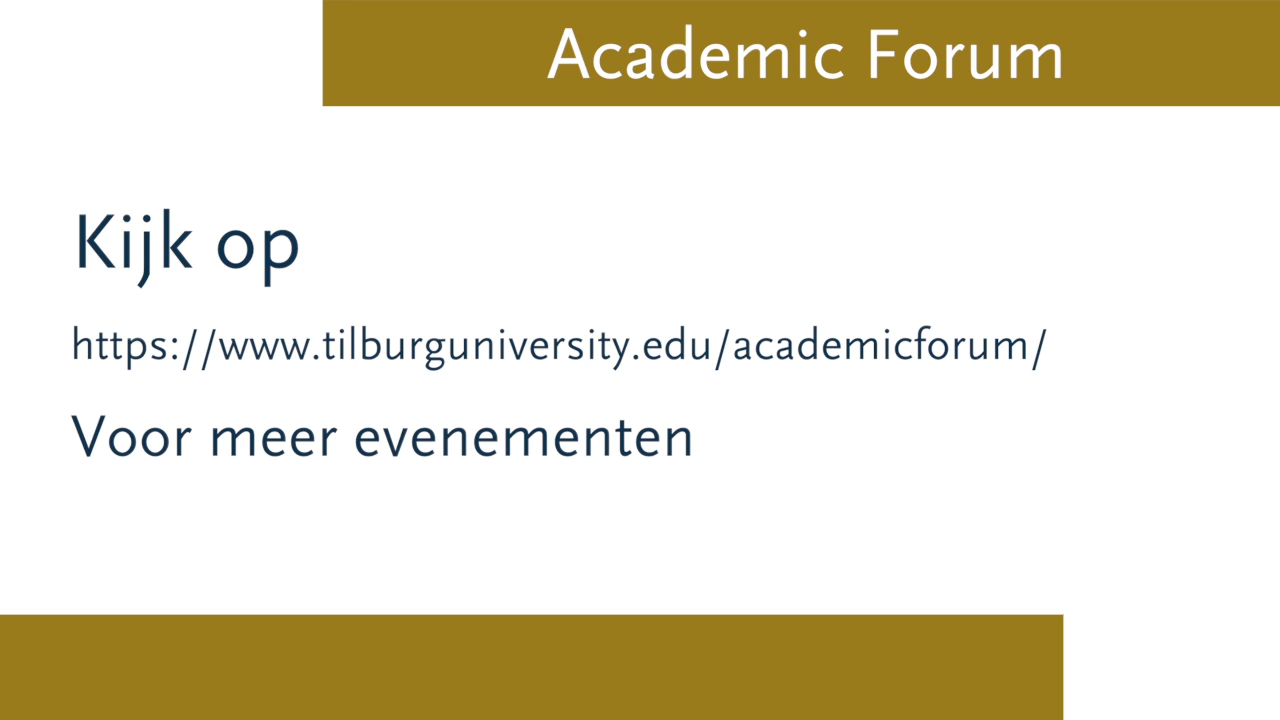 Academic Forum
Kijk op
https://www.tilburguniversity.edu/academicforum/
Voor meer evenementen